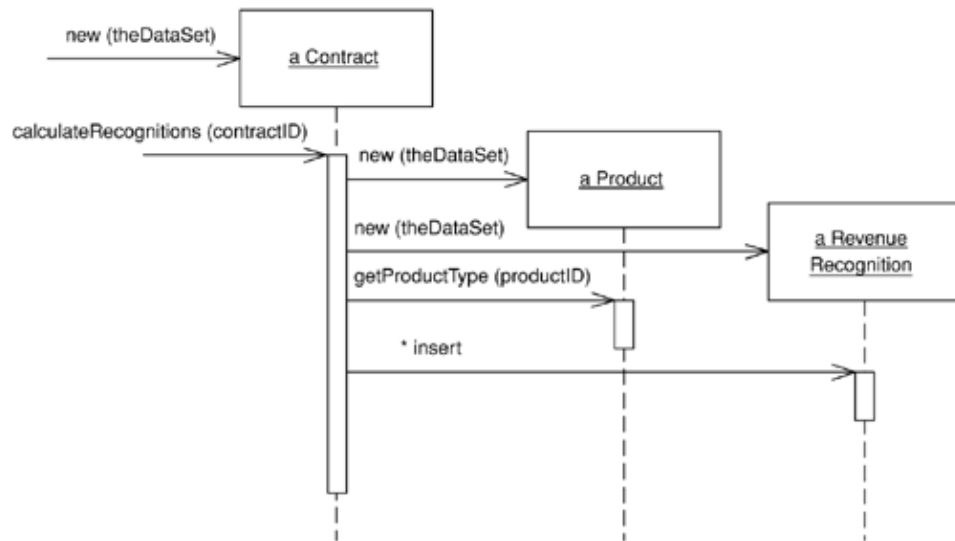 new (theDataSet)
a Contract
calculateRecognitions (contractID)
new (theDataSet)
a Product
new (theDataSet)
a Revenue
Recognition
getProductType (productID)
* insert